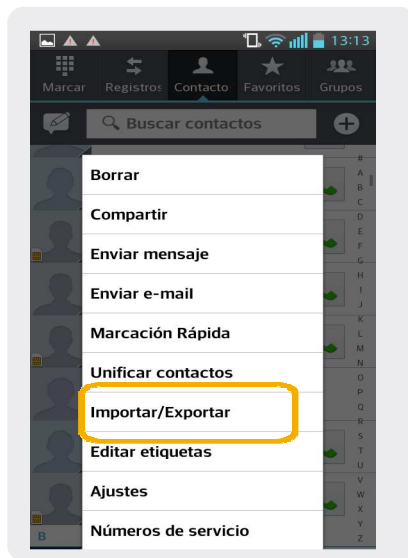 13:13
Marcar Registros Contacto Favoritos Grupos
Buscar contactos
#
A
Borrar
B
C
Compartir
D
E
Enviar mensaje
F
G
Enviar e-mail
H
I
J
Marcación Rápida
K
L
M
Unificar contactos
N
O
P
Importar/Exportar
Q
R
Editar etiquetas
S
T
U
Ajustes
V
W
X
Números de servicio
Y
B
Z